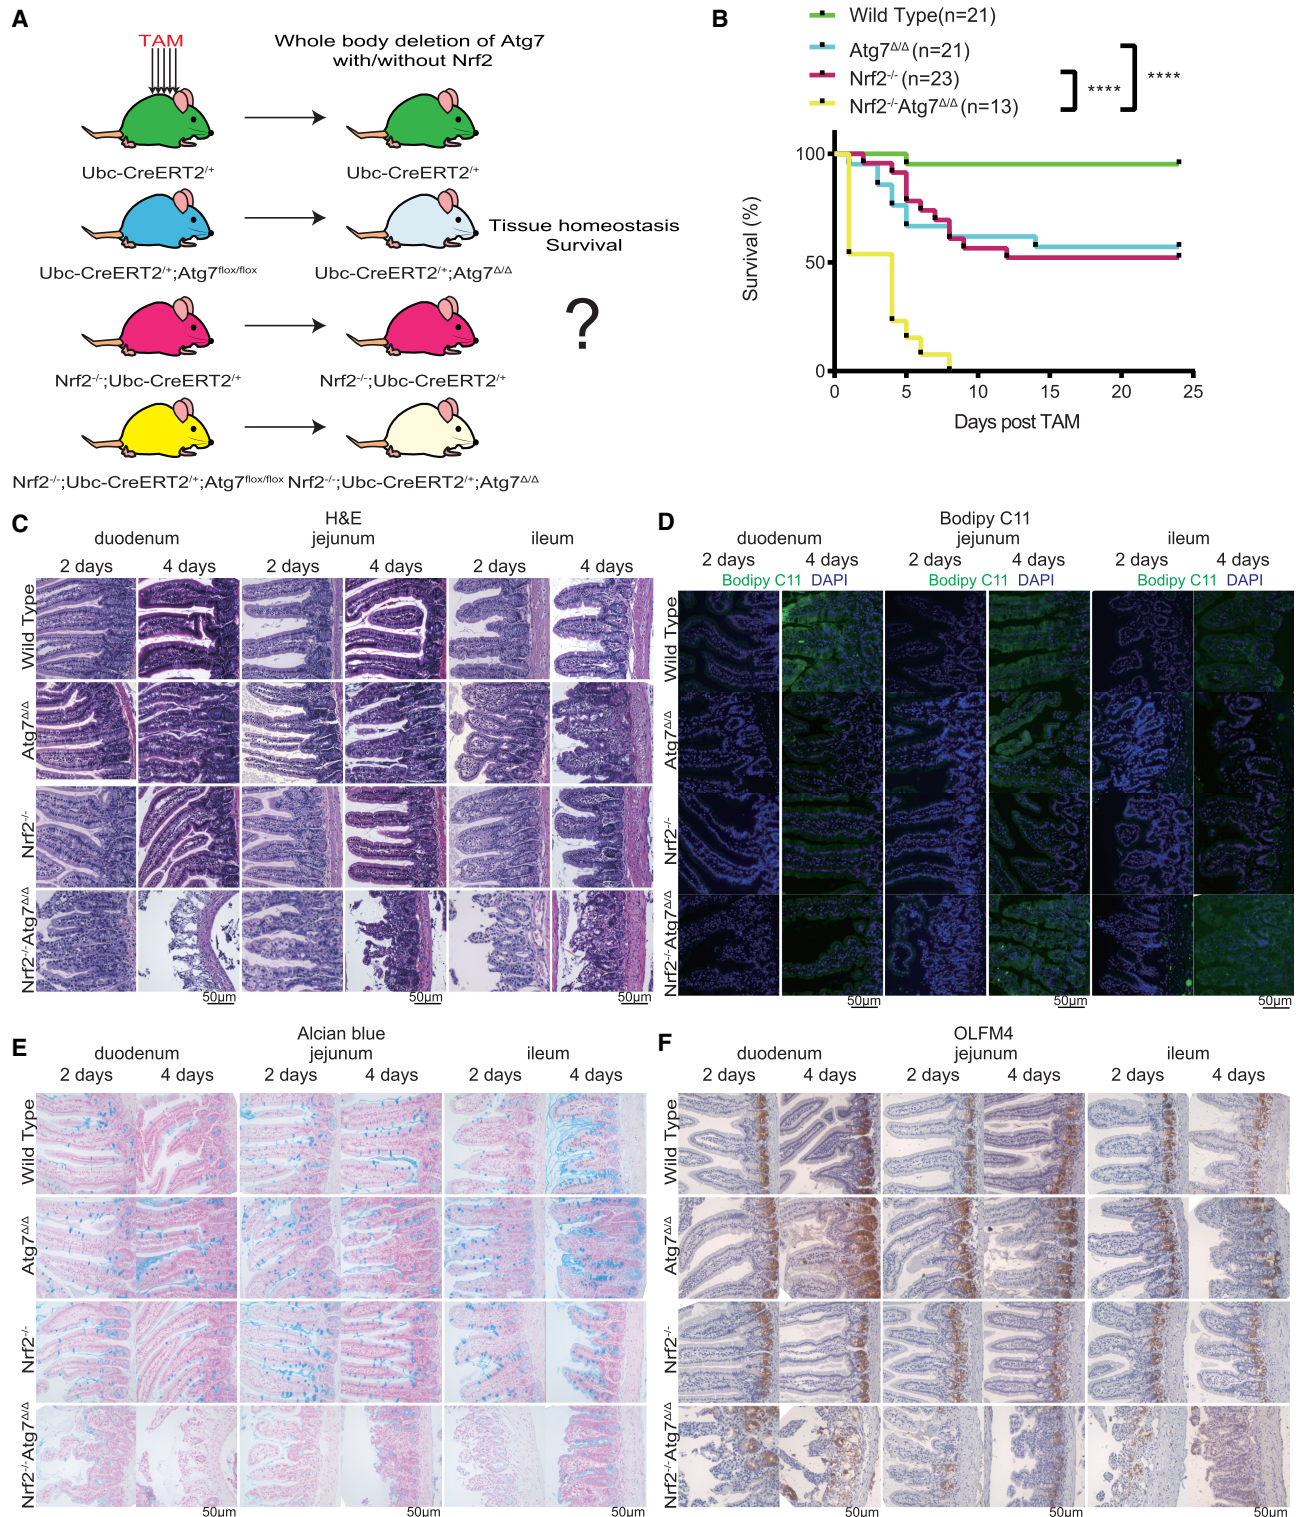 A
TAM
Whole body deletion of Atg7
with/without Nrf2
Ubc-CreERT2/+
Ubc-CreERT2/+
Tissue homeostasis
Survival
Ubc-CreERT2/+;Atg7flox/flox
Ubc-CreERT2/+;Atg7Δ/Δ
?
Nrf2-/-;Ubc-CreERT2/+
Nrf2-/-;Ubc-CreERT2/+
Nrf2-/-;Ubc-CreERT2/+;Atg7flox/flox
Nrf2-/-;Ubc-CreERT2/+;Atg7Δ/Δ
B
Wild Type(n=21)
Atg7Δ/Δ (n=21)
Nrf2-/- (n=23)
Nrf2-/-Atg7Δ/Δ (n=13)
****
****
Survival (%)
100
50
0
0 5 10 15 20 25
Days post TAM
C
H&E
duodenum jejunum ileum
2 days 4 days 2 days 4 days 2 days 4 days
Wild Type
Atg7Δ/Δ
Nrf2-/-
Nrf2-/-Atg7Δ/Δ
50μm 50μm 50μm
D
Bodipy C11
duodenum jejunum ileum
2 days 4 days 2 days 4 days 2 days 4 days
Bodipy C11 DAPI Bodipy C11 DAPI Bodipy C11 DAPI
Wild Type
Atg7Δ/Δ
Nrf2-/-
Nrf2-/-Atg7Δ/Δ
50μm 50μm 50μm
E
Alcian blue
duodenum jejunum ileum
2 days 4 days 2 days 4 days 2 days 4 days
Wild Type
Atg7Δ/Δ
Nrf2-/-
Nrf2-/-Atg7Δ/Δ
50μm 50μm 50μm
F
OLFM4
duodenum jejunum ileum
2 days 4 days 2 days 4 days 2 days 4 days
Wild Type
Atg7Δ/Δ
Nrf2-/-
Nrf2-/-Atg7Δ/Δ
50μm 50μm 50μm